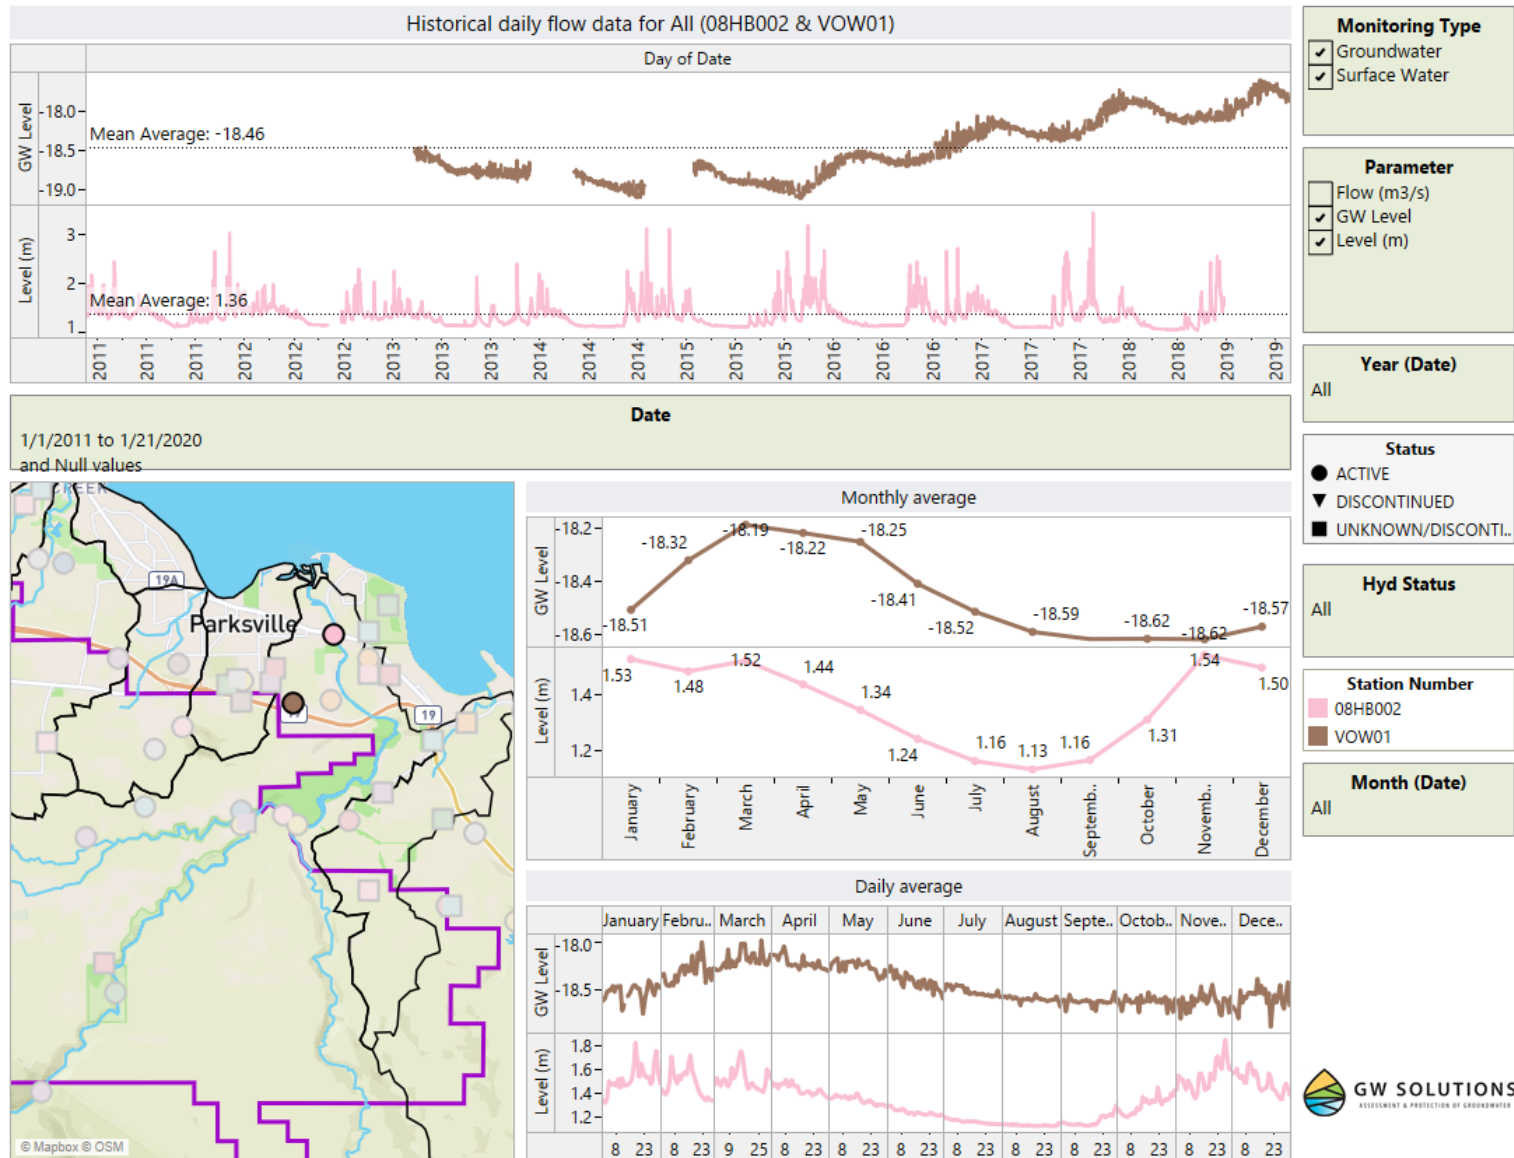 Historical daily flow data for All (08HB002 & VOW01)
Day of Date
GW Level
-18.0
-18.5
-19.0
Mean Average: -18.46
Level (m)
3
2
1
Mean Average: 1.36
2011 2011 2011 2012 2012 2012 2013 2013 2013 2014 2014 2014 2015 2015 2015 2016 2016 2016 2017 2017 2017 2018 2018 2019 2019
Date
1/1/2011 to 1/21/2020
and Null values
Monitoring Type
Groundwater
Surface Water
Parameter
Flow (m3/s)
GW Level
Level (m)
Year (Date)
All
Status
ACTIVE
DISCONTINUED
UNKNOWN/DISCONTI..
Hyd Status
All
Station Number
08HB002
VOW01
Month (Date)
All
CREEK
19A
Parksville
19
19
© Mapbox © OSM
Monthly average
GW Level
-18.2
-18.4
-18.6
-18.51
-18.32
-18.19
-18.22
-18.25
-18.41
-18.52
-18.59
-18.62
-18.62
-18.57
Level (m)
1.4
1.2
1.53
1.48
1.52
1.44
1.34
1.24
1.16
1.13
1.16
1.31
1.54
1.50
January February March April May June July August Septemb.. October Novemb.. December
Daily average
January Febru.. March April May June July August Septe.. Octob.. Nove.. Dece..
GW Level
-18.0
-18.5
Level (m)
1.8
1.6
1.4
1.2
8 23 8 23 9 25 8 23 8 23 8 23 8 23 8 23 8 23 8 23 8 23 8 23
GW SOLUTIONS
ASSESSMENT & PROTECTION OF GROUNDWATER